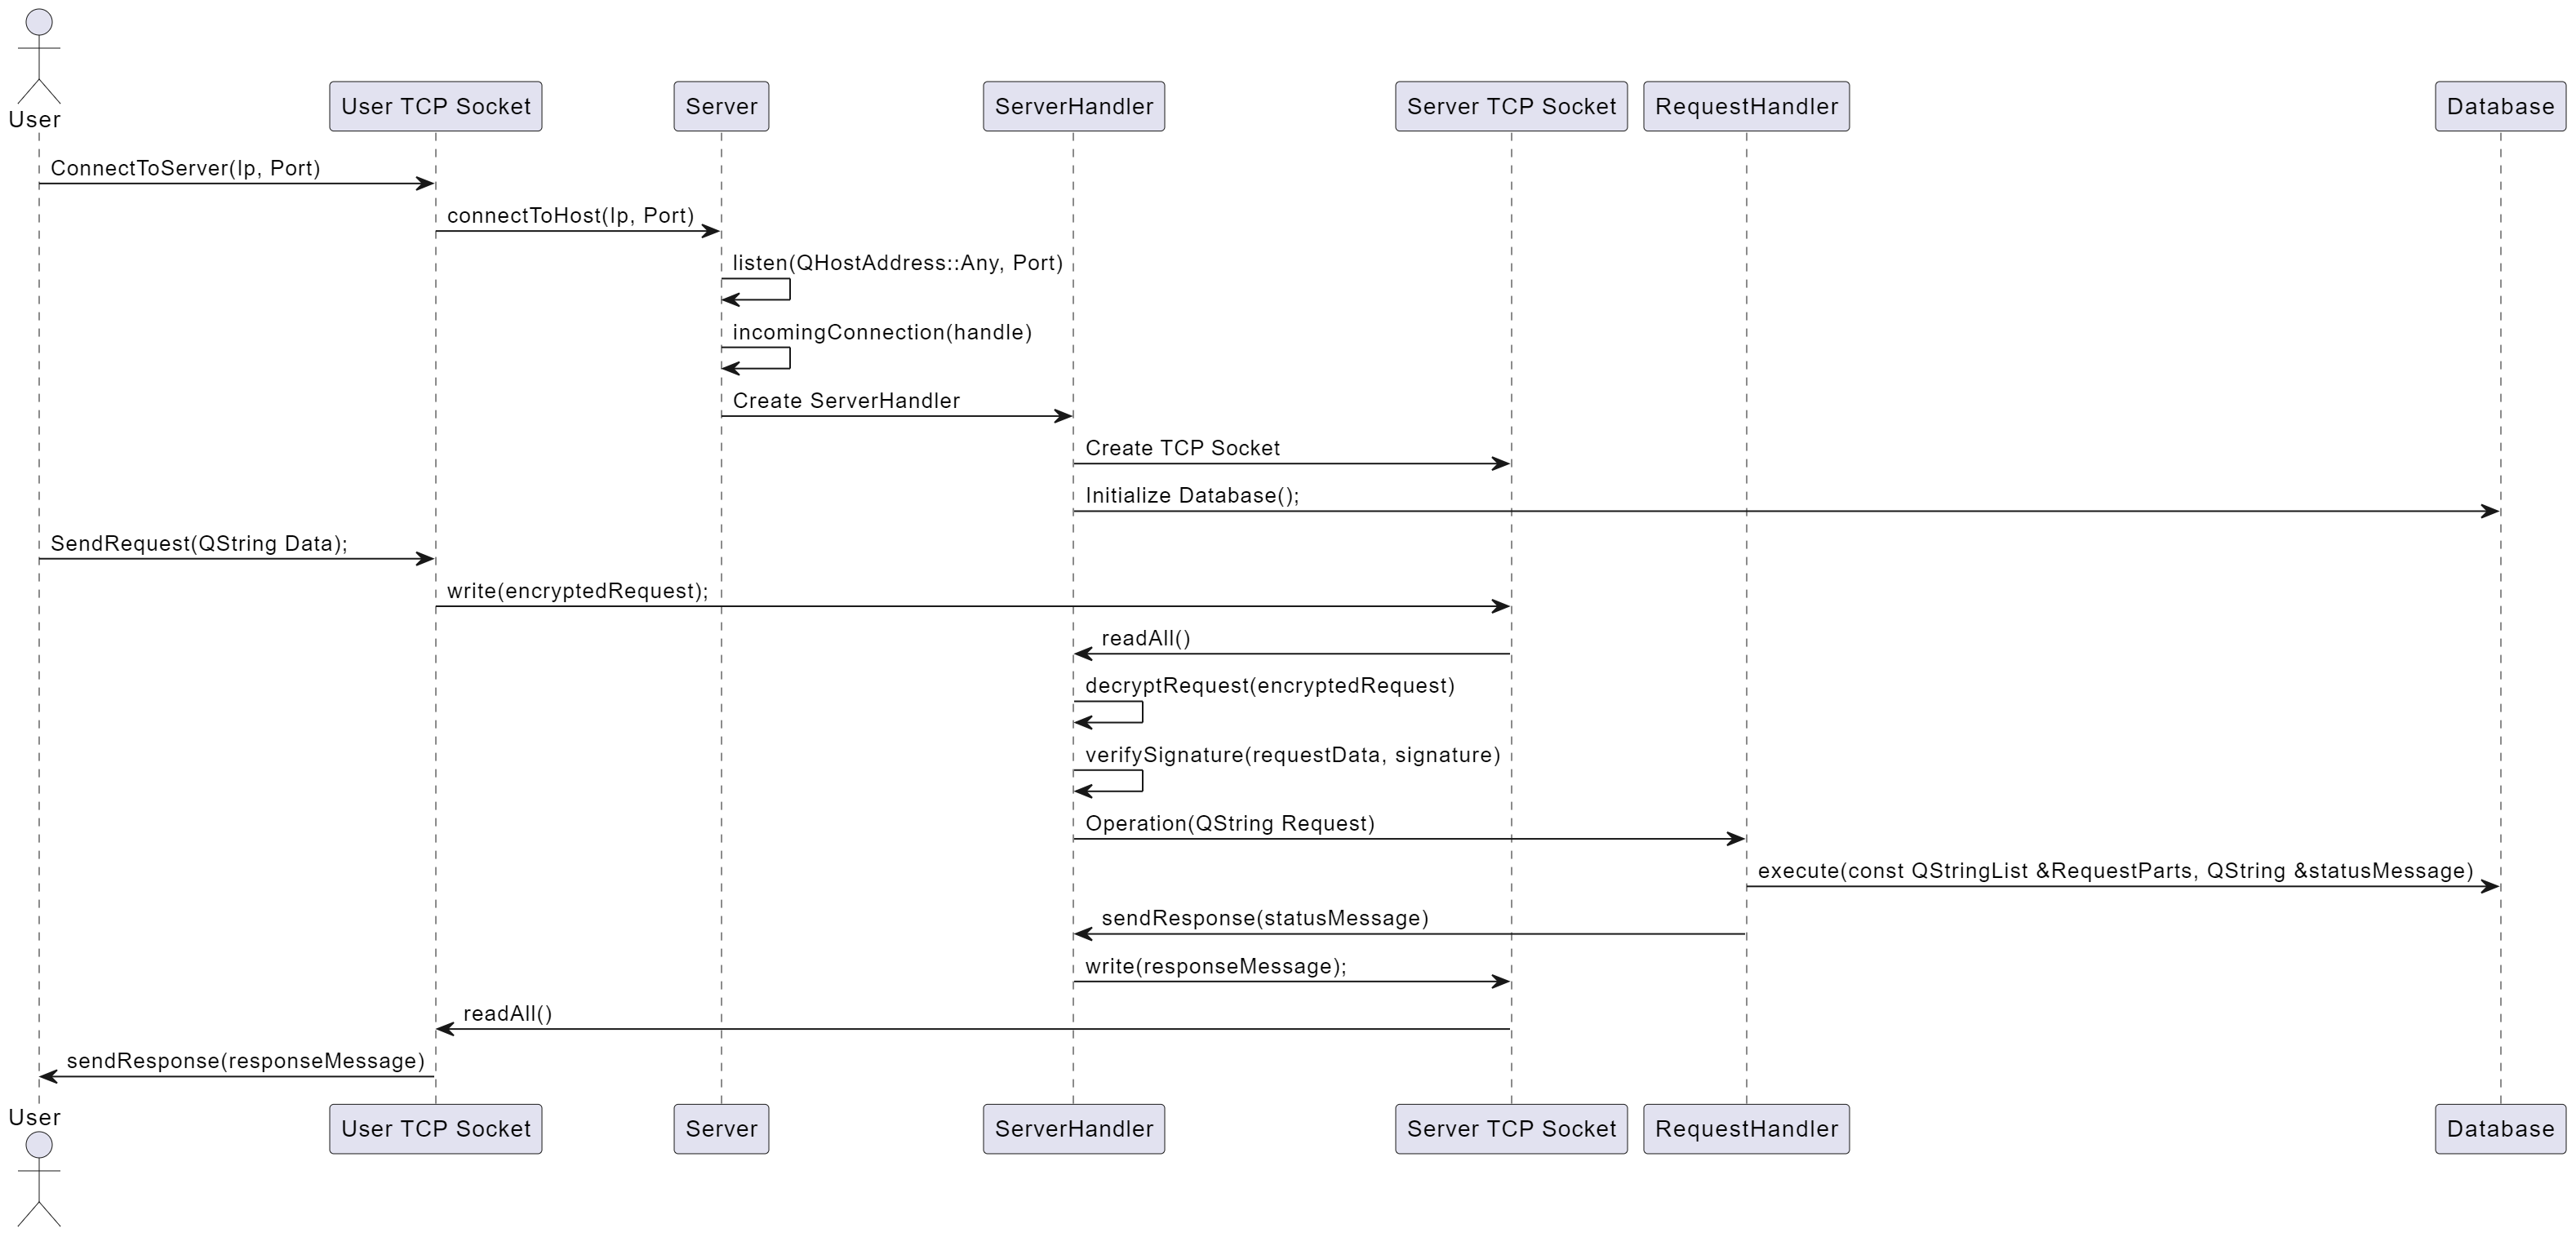 User
User TCP Socket
Server
ServerHandler
Server TCP Socket
RequestHandler
Database
ConnectToServer(Ip, Port)
connectToHost(Ip, Port)
listen(QHostAddress::Any, Port)
incomingConnection(handle)
Create ServerHandler
Create TCP Socket
Initialize Database();
SendRequest(QString Data);
write(encryptedRequest);
readAll()
decryptRequest(encryptedRequest)
verifySignature(requestData, signature)
Operation(QString Request)
execute(const QStringList &RequestParts, QString &statusMessage)
sendResponse(statusMessage)
write(responseMessage);
readAll()
sendResponse(responseMessage)
User
User TCP Socket
Server
ServerHandler
Server TCP Socket
RequestHandler
Database